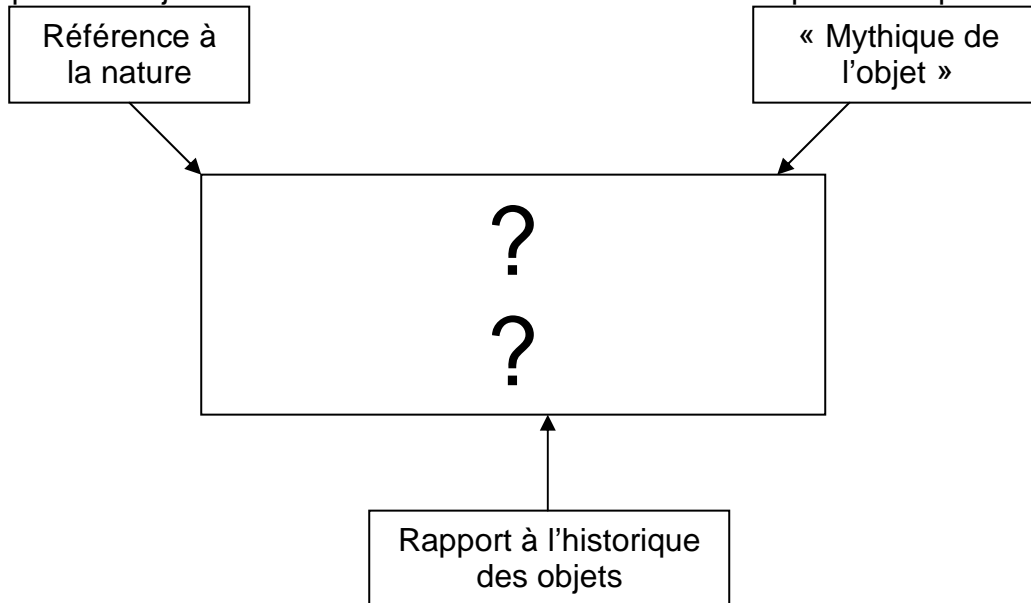 Référence à
la nature
« Mythique de
l’objet »
?
?
Rapport à l’historique
des objets